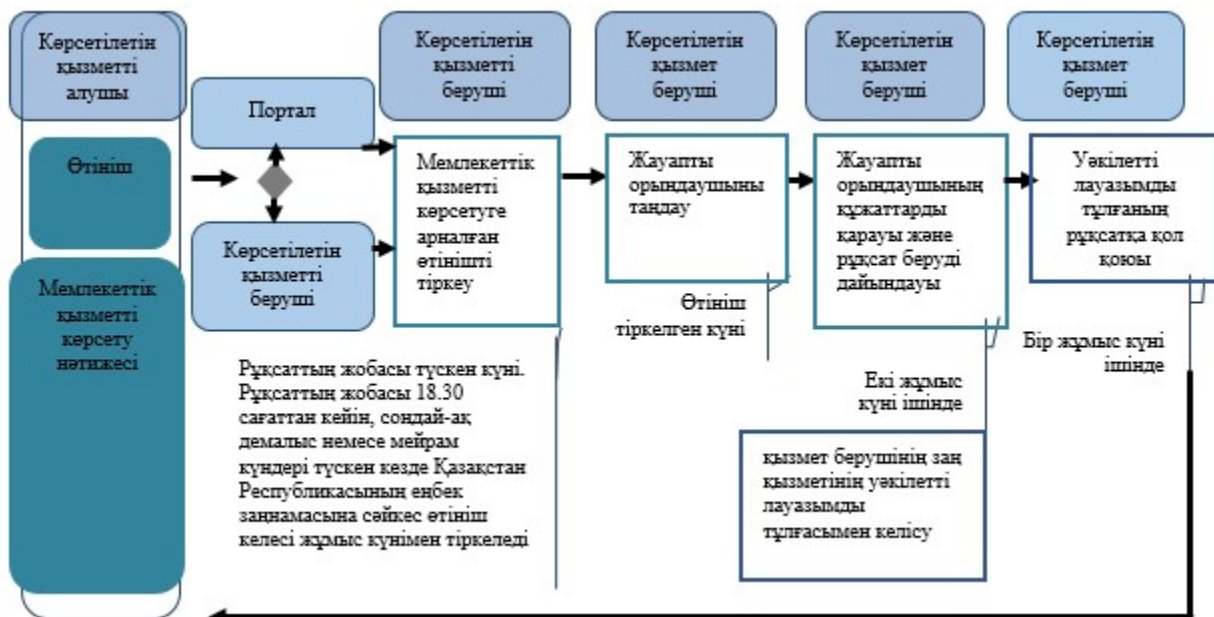 Көрсетілетін
қызметті
алушы
Өтініш
Мемлекеттік
қызметті
көрсету
нәтижесі
Портал
Көрсетілетін
қызметті
беруші
Көрсетілетін
қызметті
беруші
Мемлекеттік
қызметті
көрсетуге
арналған
өтінішті
тіркеу
Рұқсаттың жобасы түскен күні.
Рұқсаттың жобасы 18.30
сағаттан кейін, сондай-ақ
демалыс немесе мейрам
күндері түскен кезде Қазақстан
Республикасының еңбек
заңнамасына сәйкес өтініш
келесі жұмыс күнімен тіркеледі
Көрсетілетін
қызмет
беруші
Жауапты
орындаушыны
таңдау
Өтініш
тіркелген күні
Көрсетілетін
қызмет
беруші
Жауапты
орындаушының
құжаттарды
қарауы және
рұқсат беруді
дайындауы
Екі жұмыс
күні ішінде
қызмет берушінің заң
қызметінің уәкілетті
лауазымды
тұлғасымен келісу
Көрсетілетін
қызмет
беруші
Уәкілетті
лауазымды
тұлғаның
рұқсатқа қол
қоюы
Бір жұмыс күні
ішінде